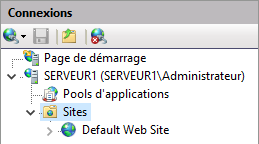 Connexions
Page de démarrage
SERVEUR1 (SERVEUR1\Administrateur)
Pools d'applications
Sites
Default Web Site